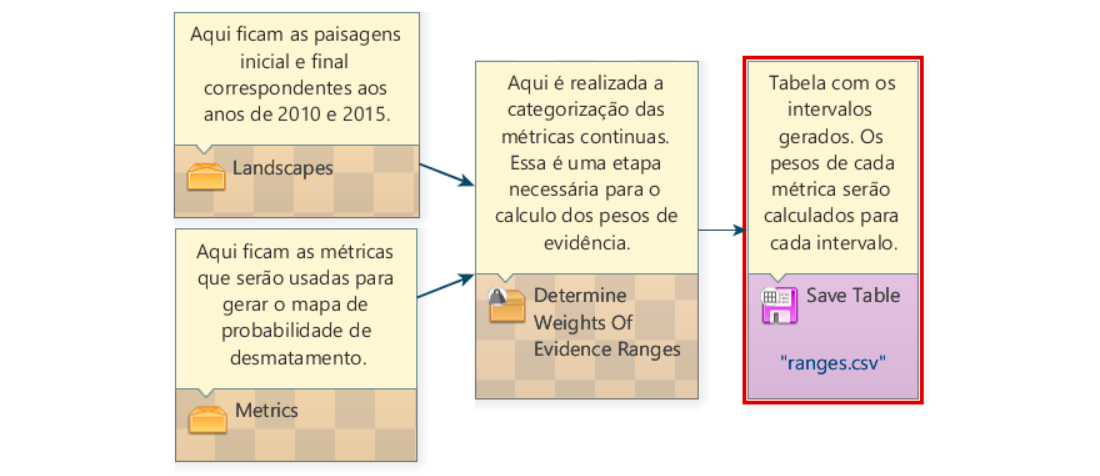 Aqui ficam as paisagens
inicial e final
correspondentes aos
anos de 2010 e 2015.
Landscapes
Aqui ficam as métricas
que serão usadas para
gerar o mapa de
probabilidade de
desmatamento.
Metrics
Aqui é realizada a
categorização das
métricas continuas.
Essa é uma etapa
necessária para o
calculo dos pesos de
evidência.
Determine
Weights Of
Evidence Ranges
Tabela com os
intervalos
gerados. Os
pesos de cada
métrica serão
calculados para
cada intervalo.
Save Table
"ranges.csv"